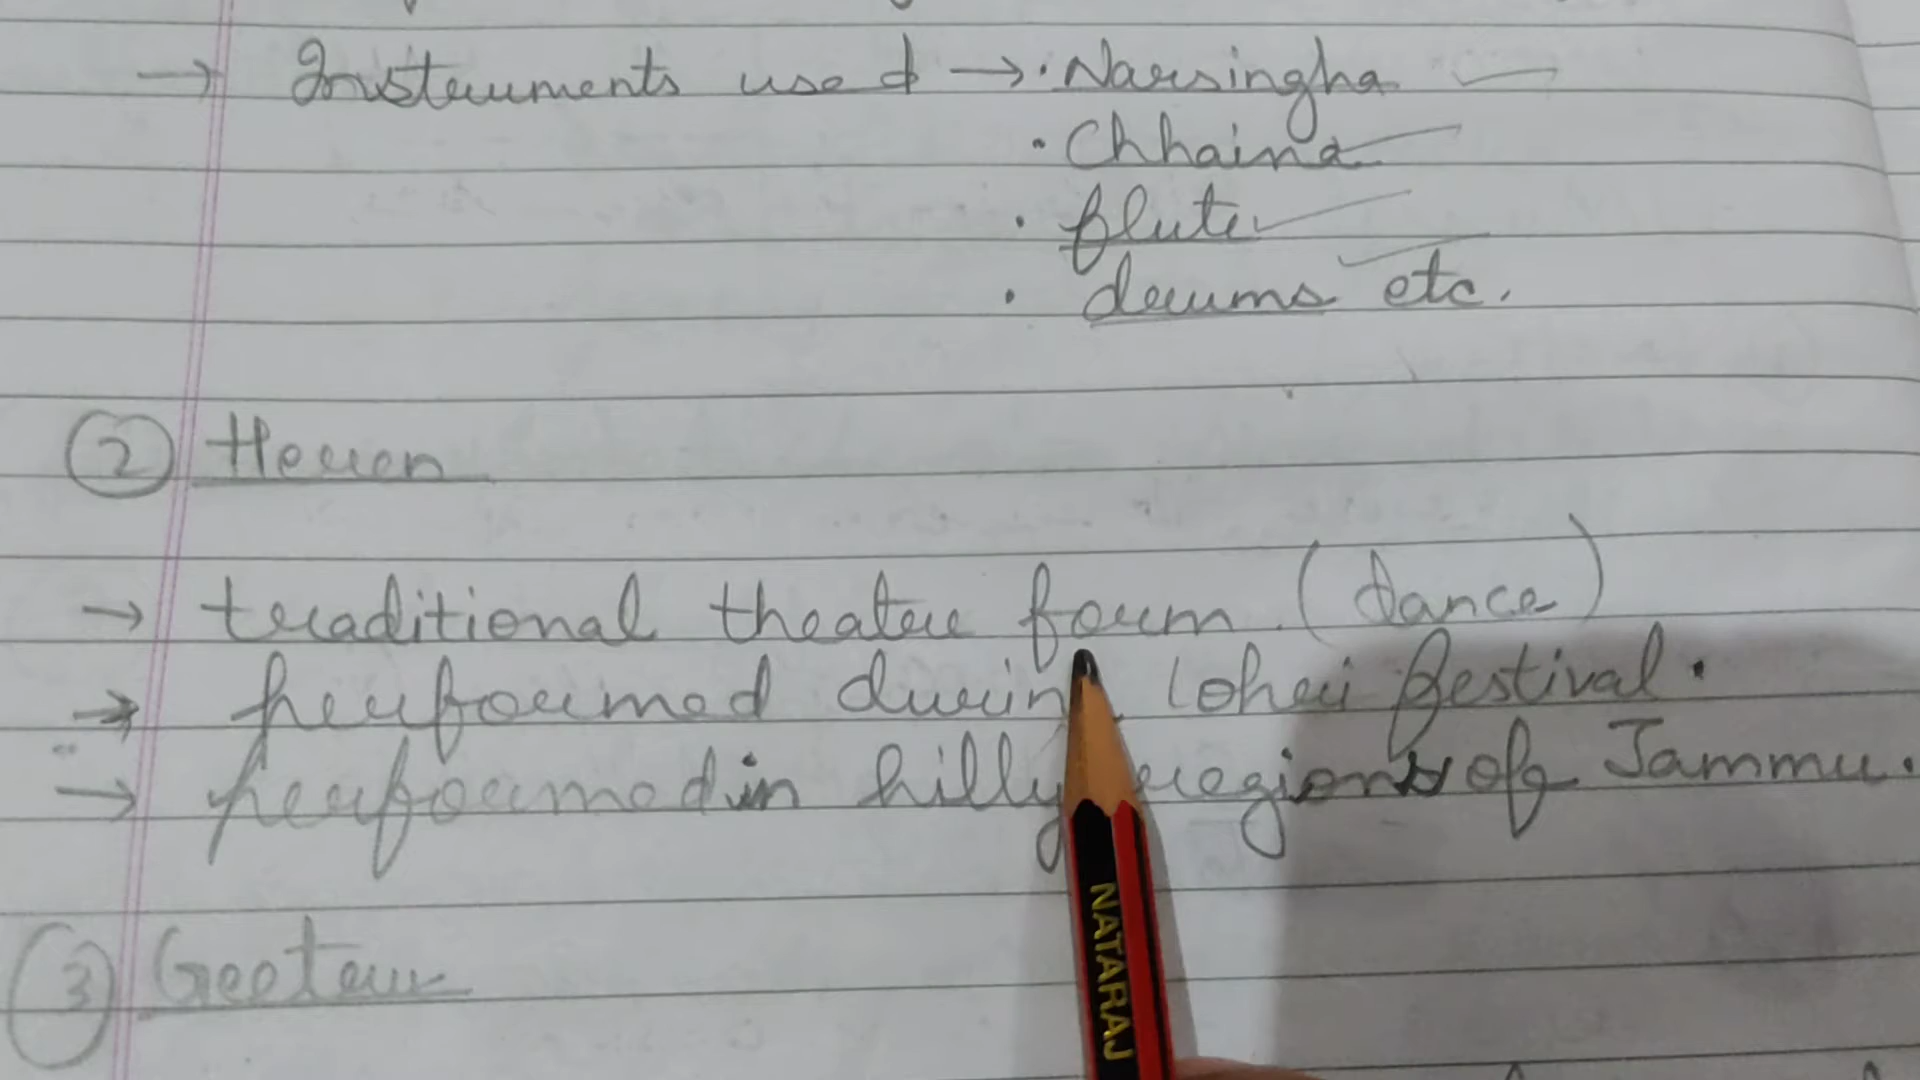 → Instruments used → • Narsingha
• Chhaina
• flute
• drums etc.
② Heren
→ traditional theatre form. (dance)
→ performed during Lohri festival.
→ performed in hilly regions of Jammu.
③ Geetru
NATARAJ